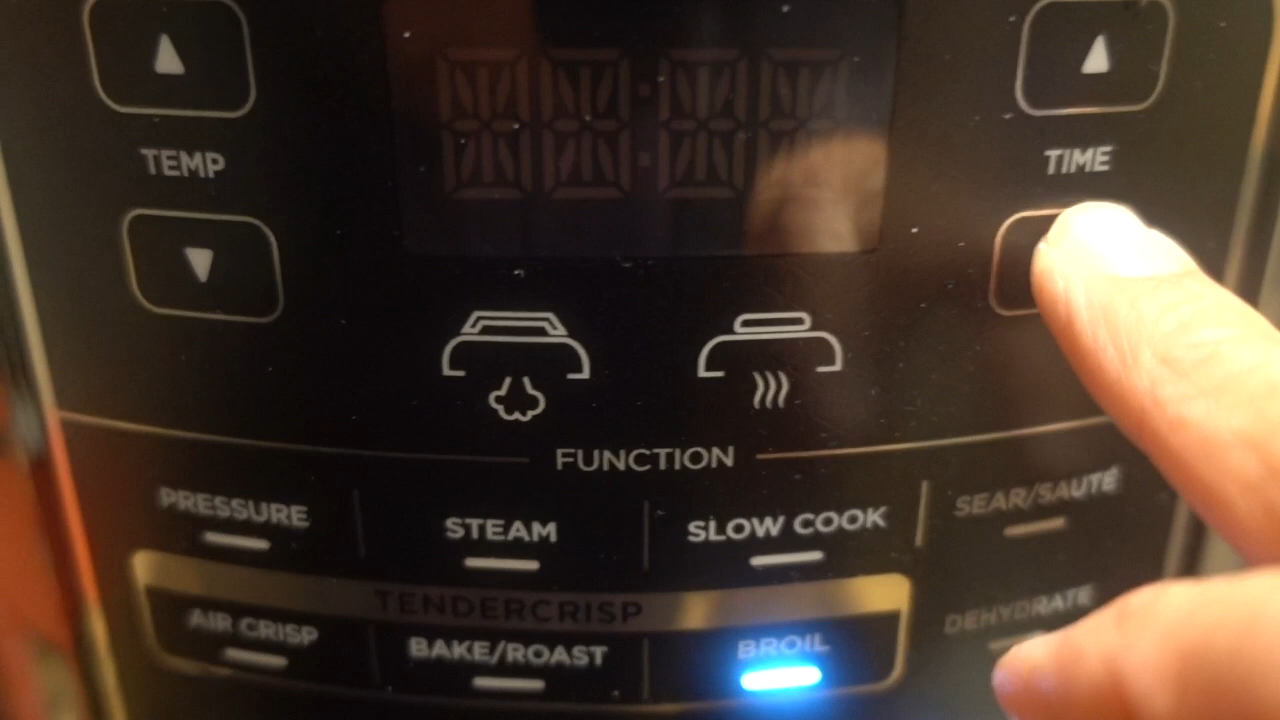 TEMP
TIME
FUNCTION
PRESSURE
STEAM
SLOW COOK
SEAR/SAUTÉ
TENDERCRISP
AIR CRISP
BAKE/ROAST
BROIL
DEHYDRATE